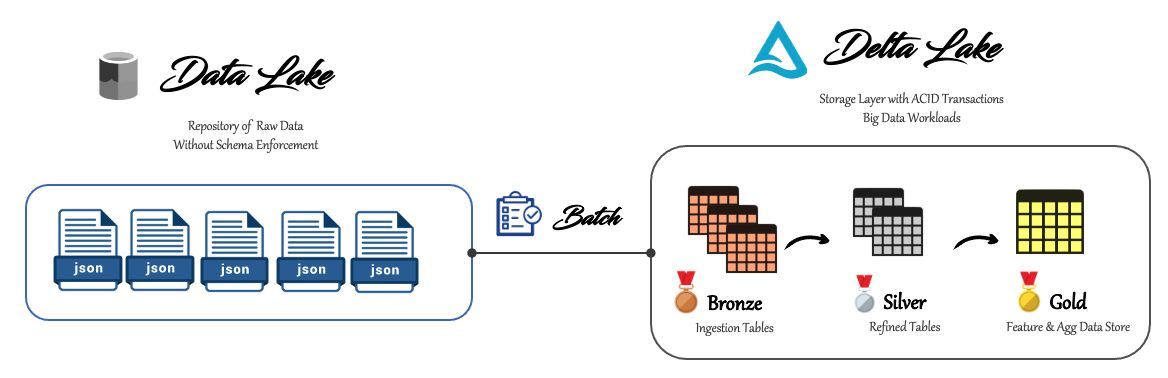 Data Lake
Repository of Raw Data
Without Schema Enforcement
json
json
json
json
json
Batch
Delta Lake
Storage Layer with ACID Transactions
Big Data Workloads
Bronze
Ingestion Tables
Silver
Refined Tables
Gold
Feature & Agg Data Store